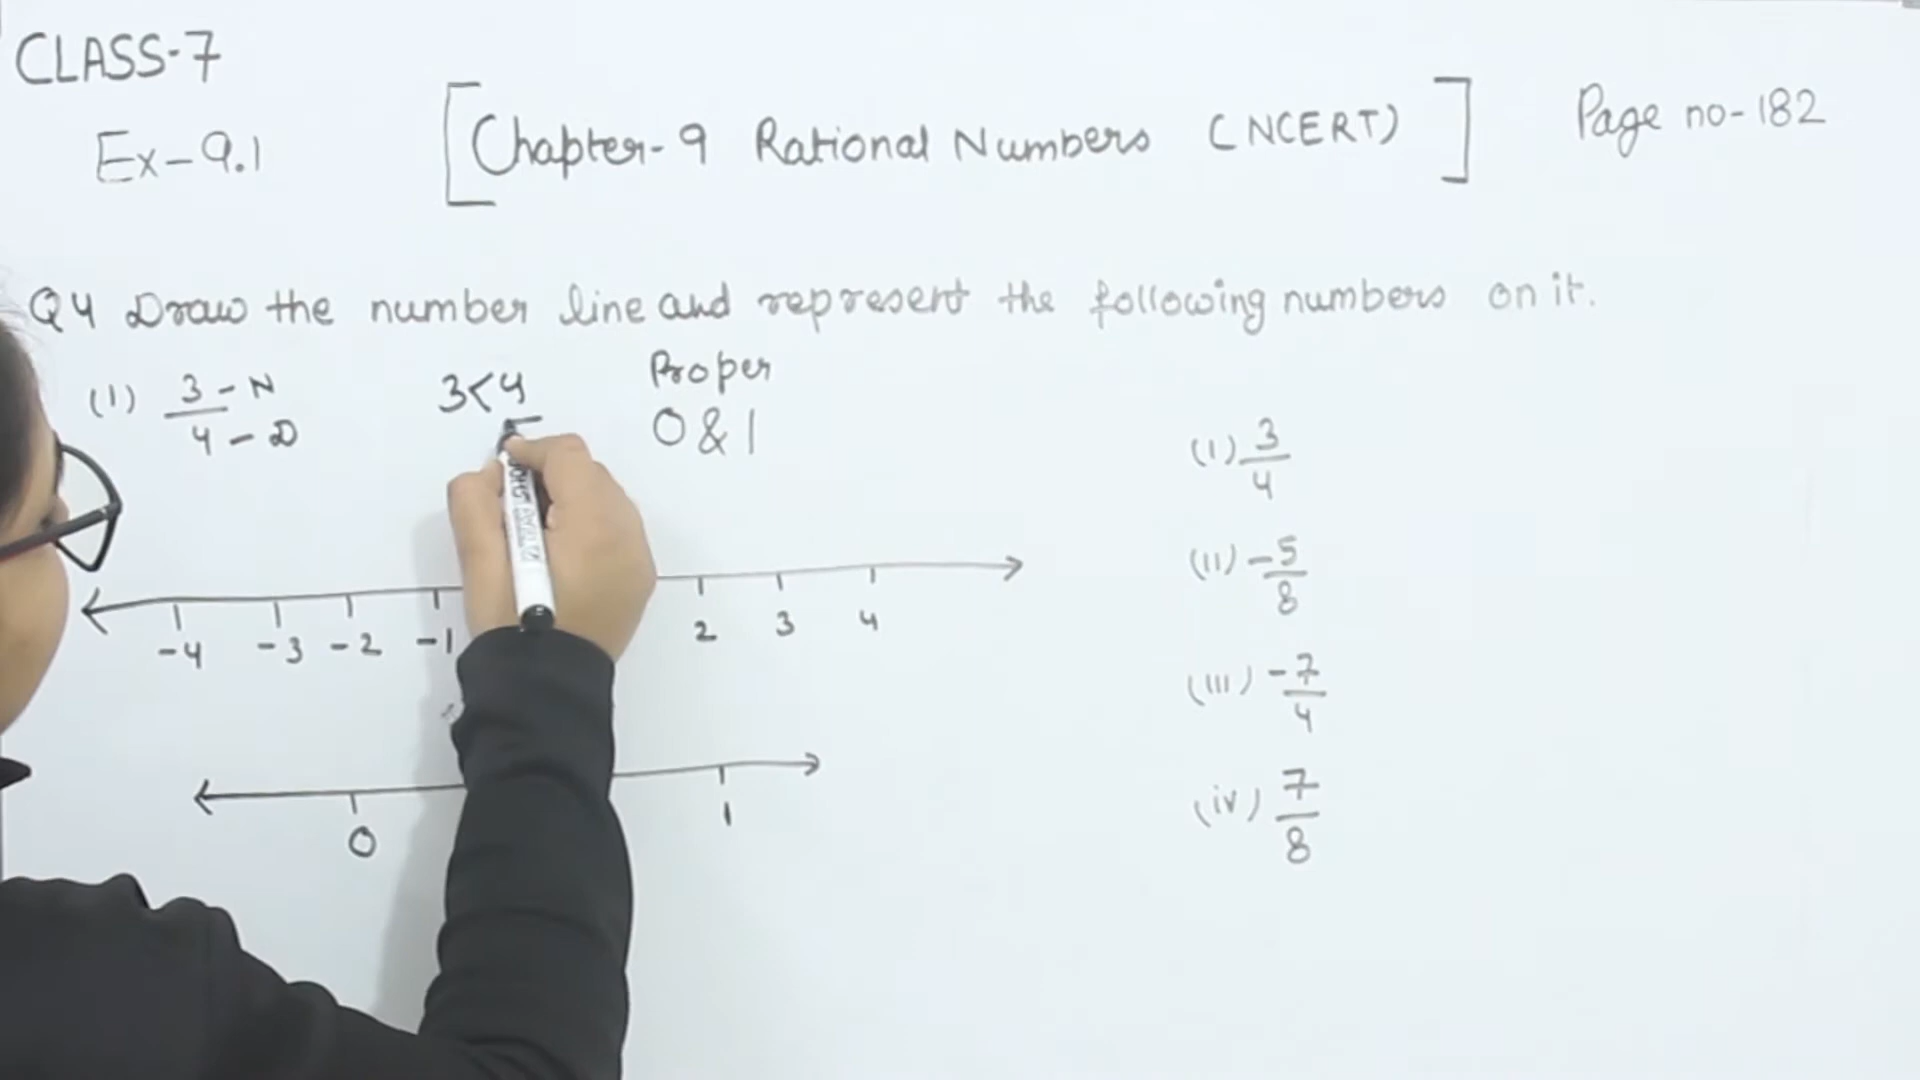 CLASS-7
Ex-9.1
[Chapter-9 Rational Numbers (NCERT)]
Page no-182
Q4 Draw the number line and represent the following numbers on it.
(I) 3/4 - N - D
3<4
Proper
0 & 1
-4 -3 -2 -1 2 3 4
0 1
(I) 3/4
(II) -5/8
(III) -7/4
(iv) 7/8